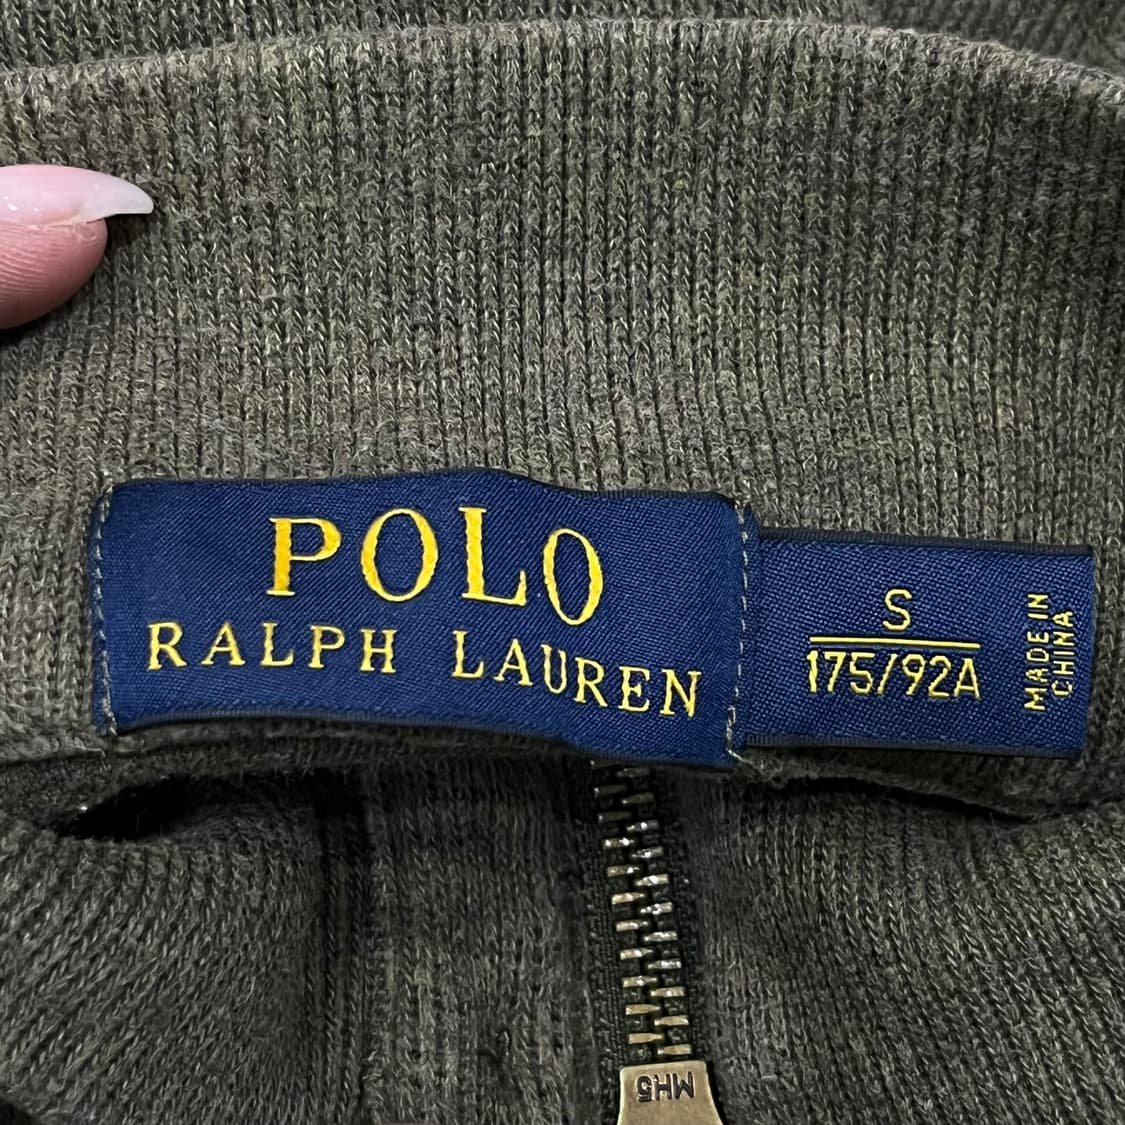 POLO
RALPH LAUREN
S
175/92A
MADE IN
CHINA
MH5